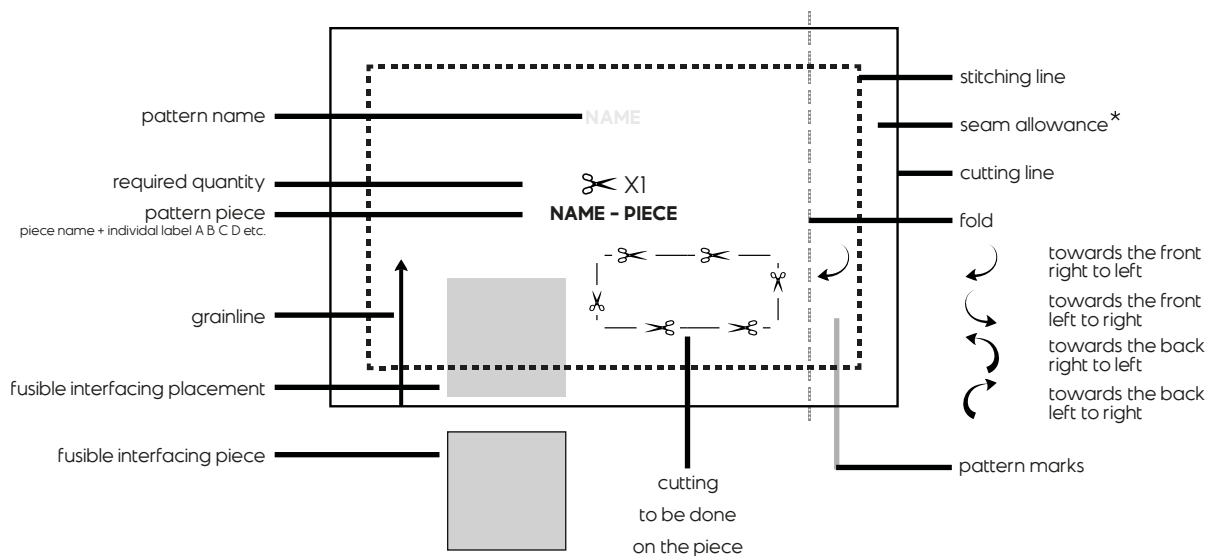 pattern name
required quantity
pattern piece
piece name + individal label A B C D etc.
grainline
fusible interfacing placement
fusible interfacing piece
NAME
X1
NAME - PIECE
cutting
to be done
on the piece
stitching line
seam allowance*
cutting line
fold
towards the front
right to left
towards the front
left to right
towards the back
right to left
towards the back
left to right
pattern marks